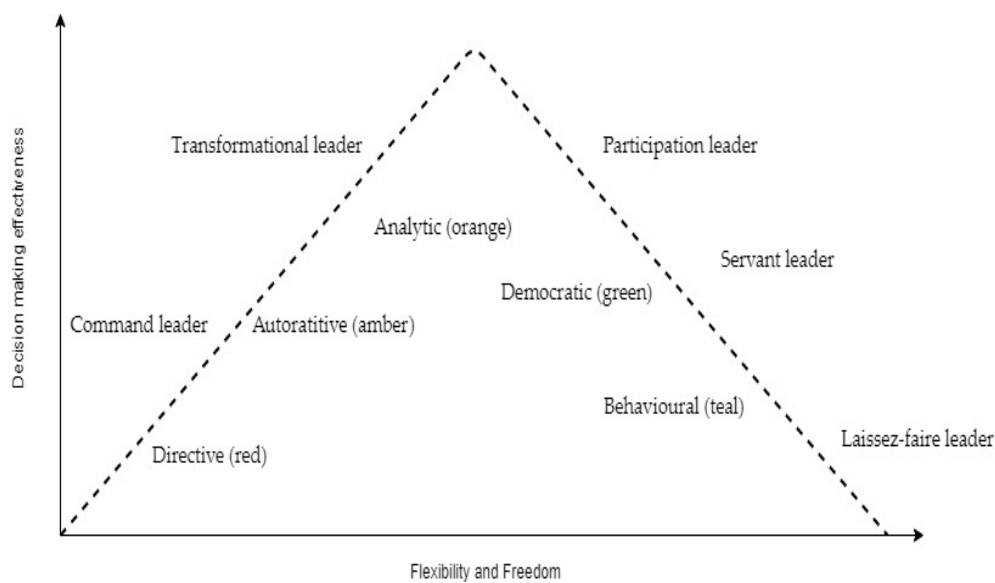 Decision making effectiveness
Transformational leader
Participation leader
Analytic (orange)
Servant leader
Democratic (green)
Command leader
Autoratitive (amber)
Behavioural (teal)
Laissez-faire leader
Directive (red)
Flexibility and Freedom